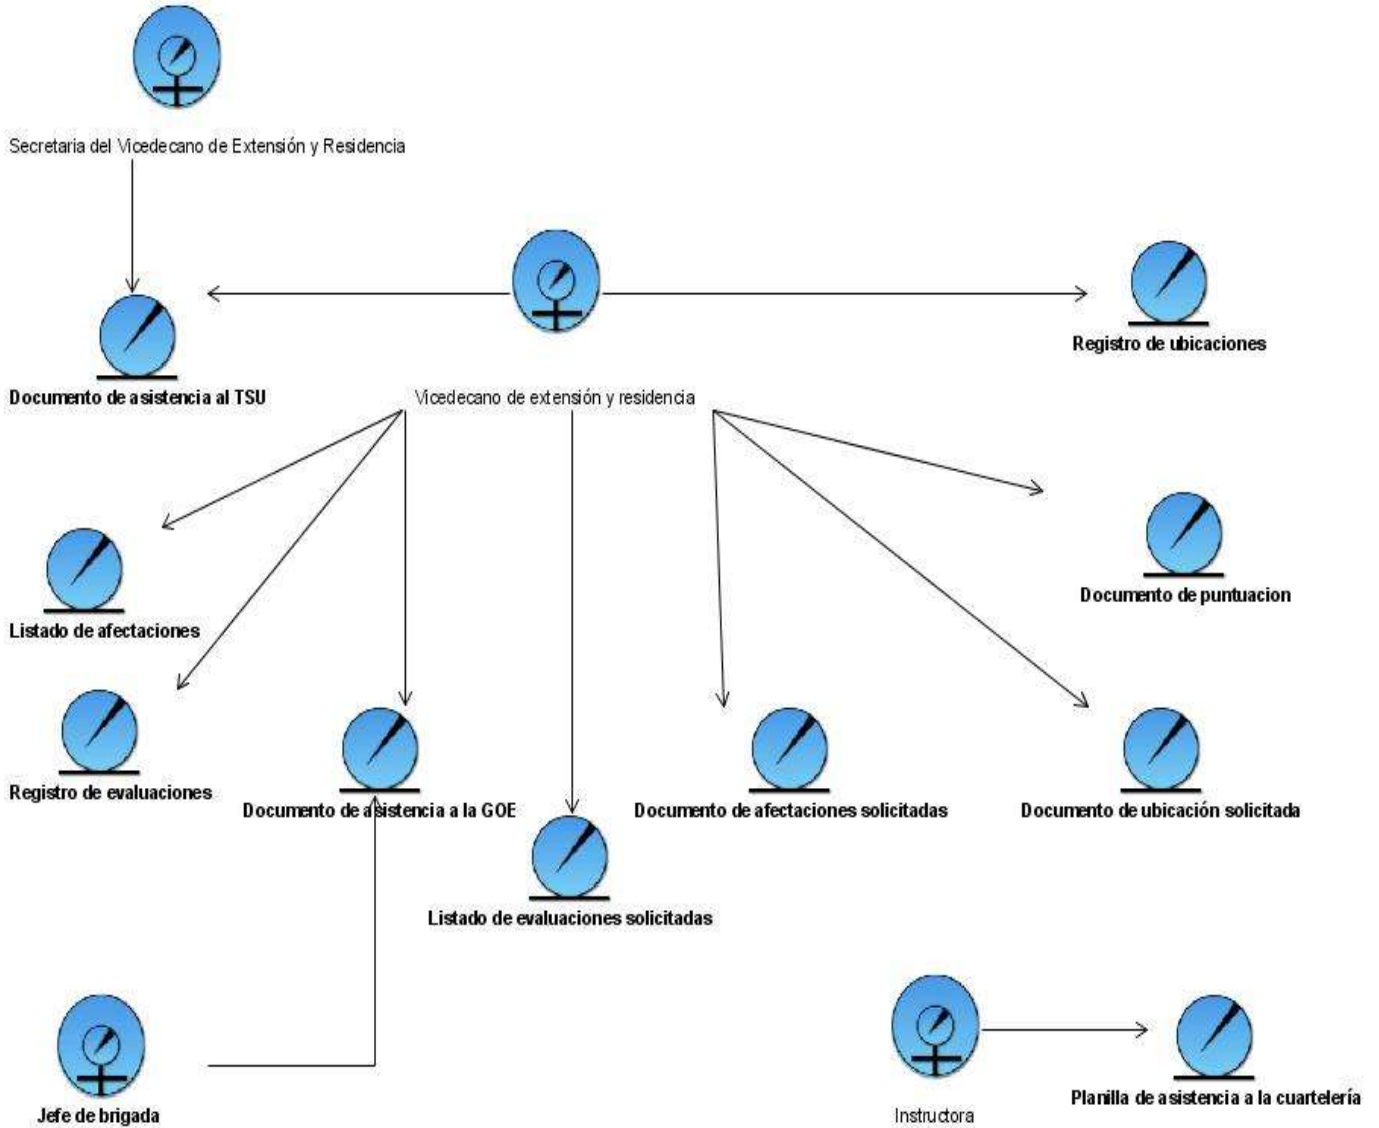 Secretaria del Vicedecano de Extensión y Residencia
Registro de ubicaciones
Documento de asistencia al TSU
Vicedecano de extensión y residencia
Documento de puntuacion
Listado de afectaciones
Registro de evaluaciones
Documento de asistencia a la GOE
Documento de afectaciones solicitadas
Documento de ubicación solicitada
Listado de evaluaciones solicitadas
Jefe de brigada
Instructora
Planilla de asistencia a la cuartelería